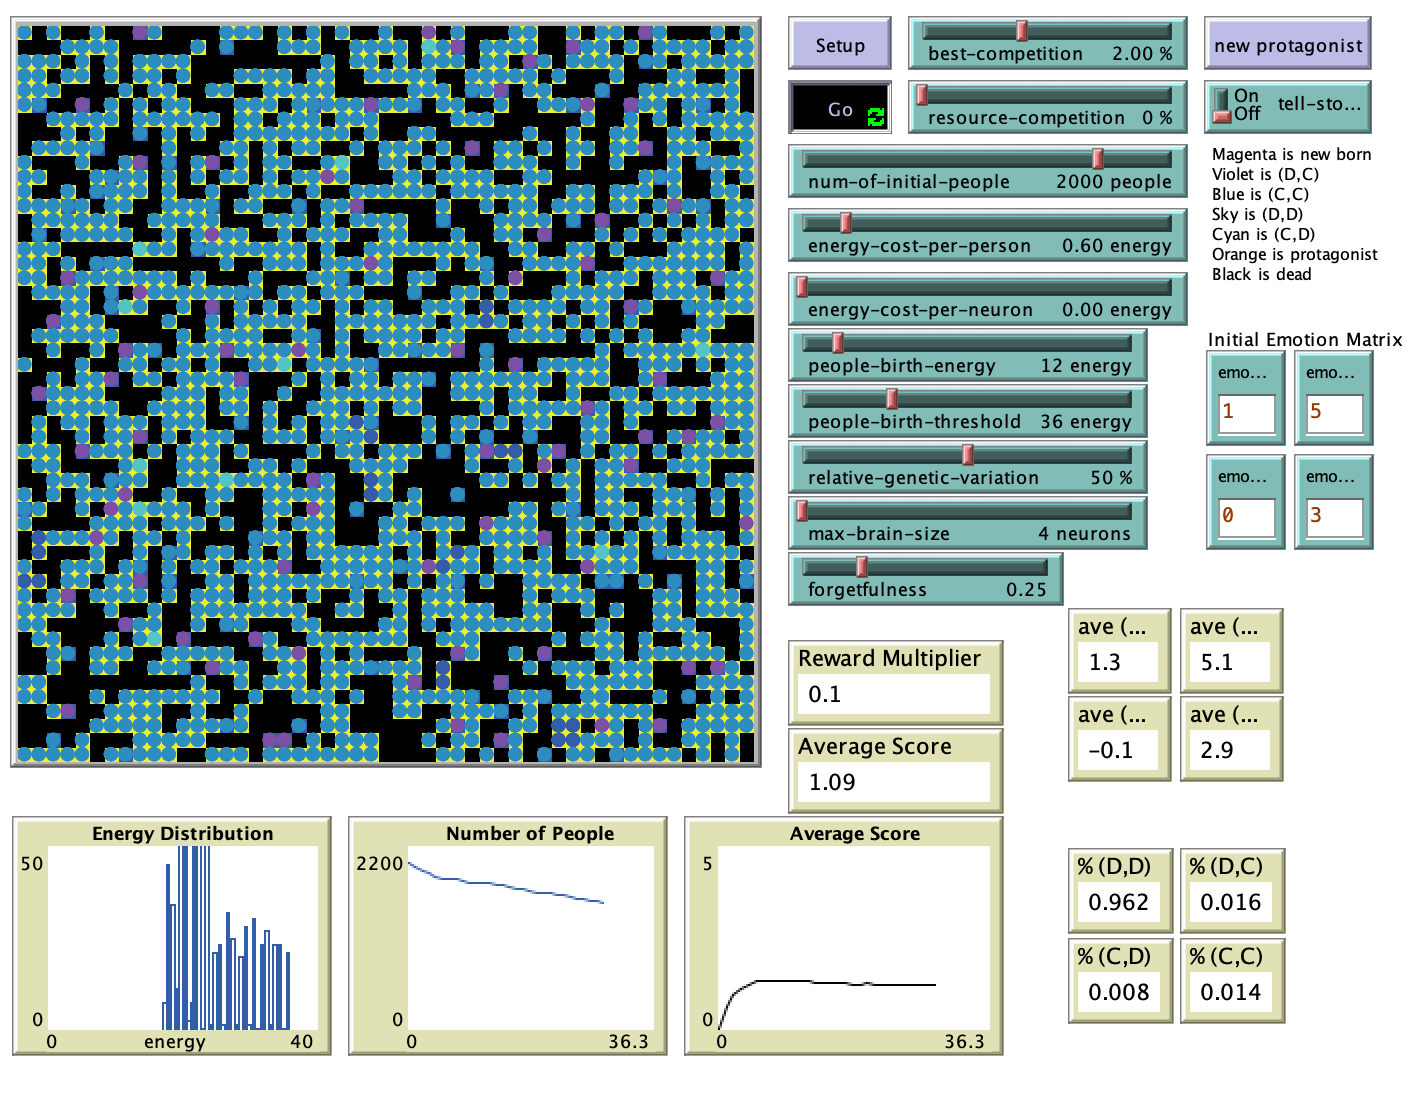 Setup
best-competition 2.00 %
new protagonist
Go
resource-competition 0 %
On
Off
tell-sto...
num-of-initial-people 2000 people
Magenta is new born
Violet is (D,C)
Blue is (C,C)
Sky is (D,D)
Cyan is (C,D)
Orange is protagonist
Black is dead
energy-cost-per-person 0.60 energy
energy-cost-per-neuron 0.00 energy
people-birth-energy 12 energy
people-birth-threshold 36 energy
relative-genetic-variation 50 %
max-brain-size 4 neurons
forgetfulness 0.25
Initial Emotion Matrix
emo... emo...
1 5
emo... emo...
0 3
Reward Multiplier
0.1
Average Score
1.09
ave (... ave (...
1.3 5.1
ave (... ave (...
-0.1 2.9
Energy Distribution
50
0
0 energy 40
Number of People
2200
0
0 36.3
Average Score
5
0
0 36.3
% (D,D) % (D,C)
0.962 0.016
% (C,D) % (C,C)
0.008 0.014